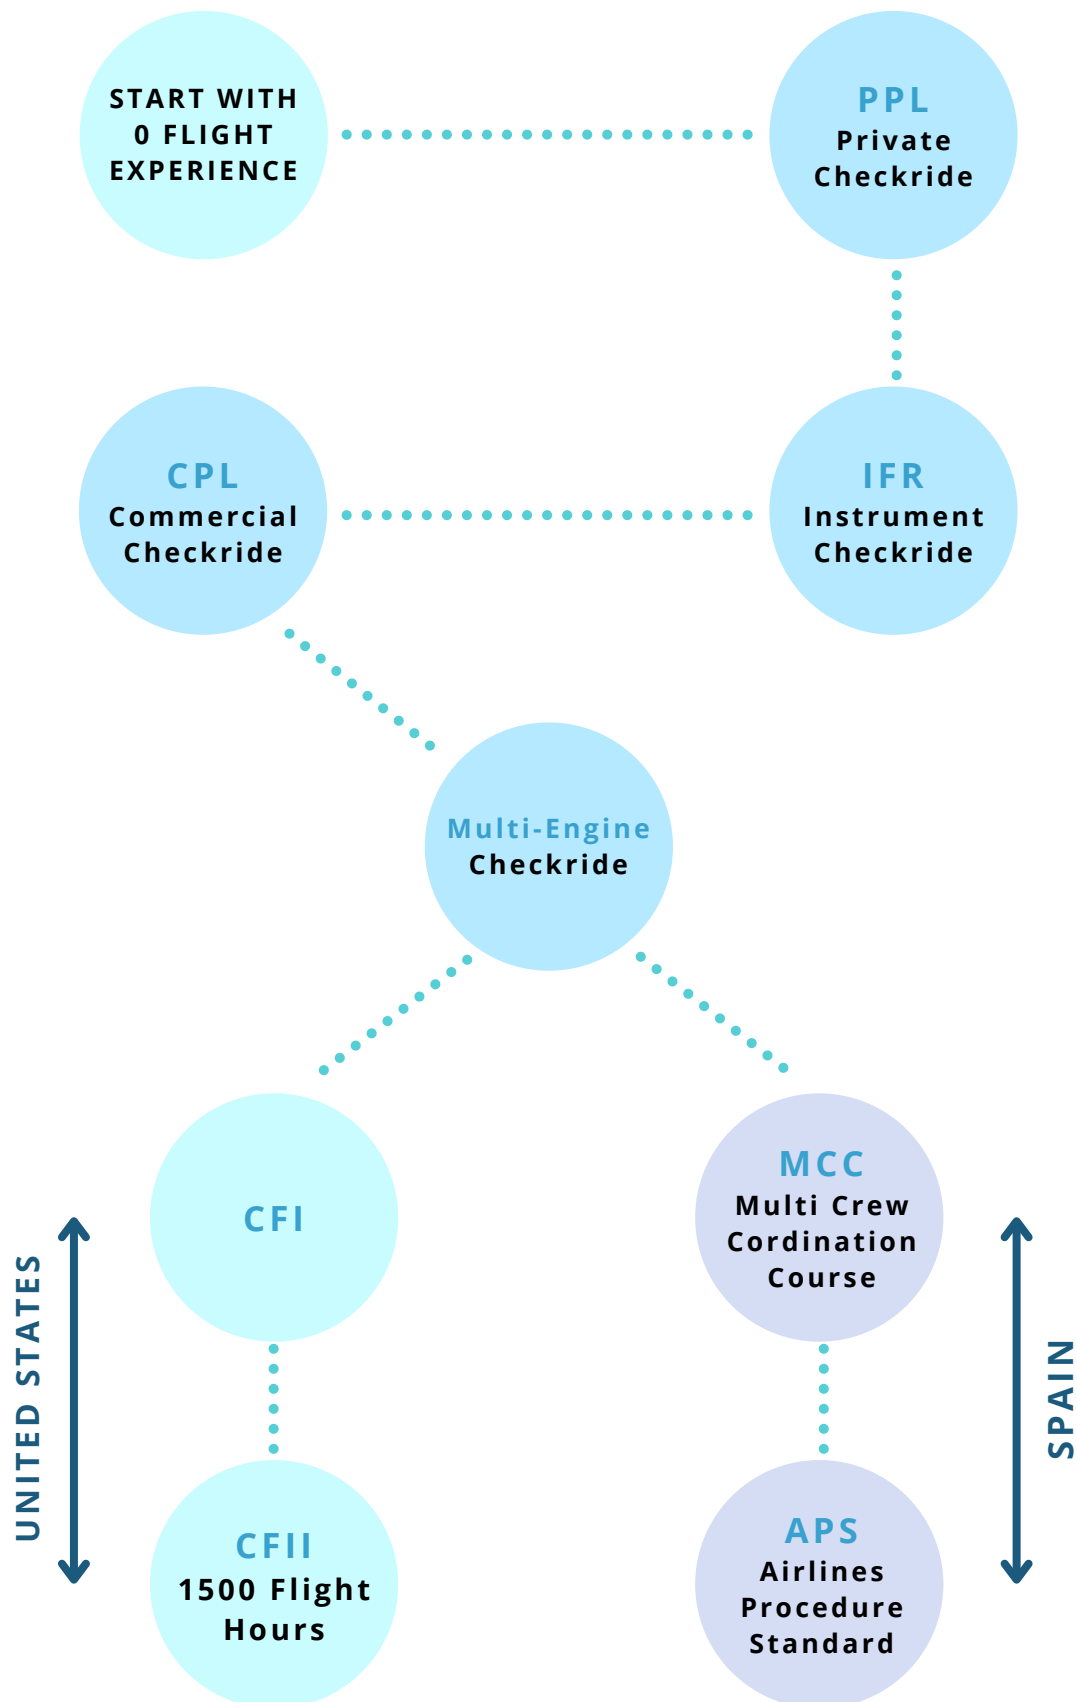 START WITH
0 FLIGHT
EXPERIENCE
PPL
Private
Checkride
CPL
Commercial
Checkride
IFR
Instrument
Checkride
Multi-Engine
Checkride
UNITED STATES
CFI
CFII
1500 Flight
Hours
MCC
Multi Crew
Cordination
Course
APS
Airlines
Procedure
Standard
SPAIN